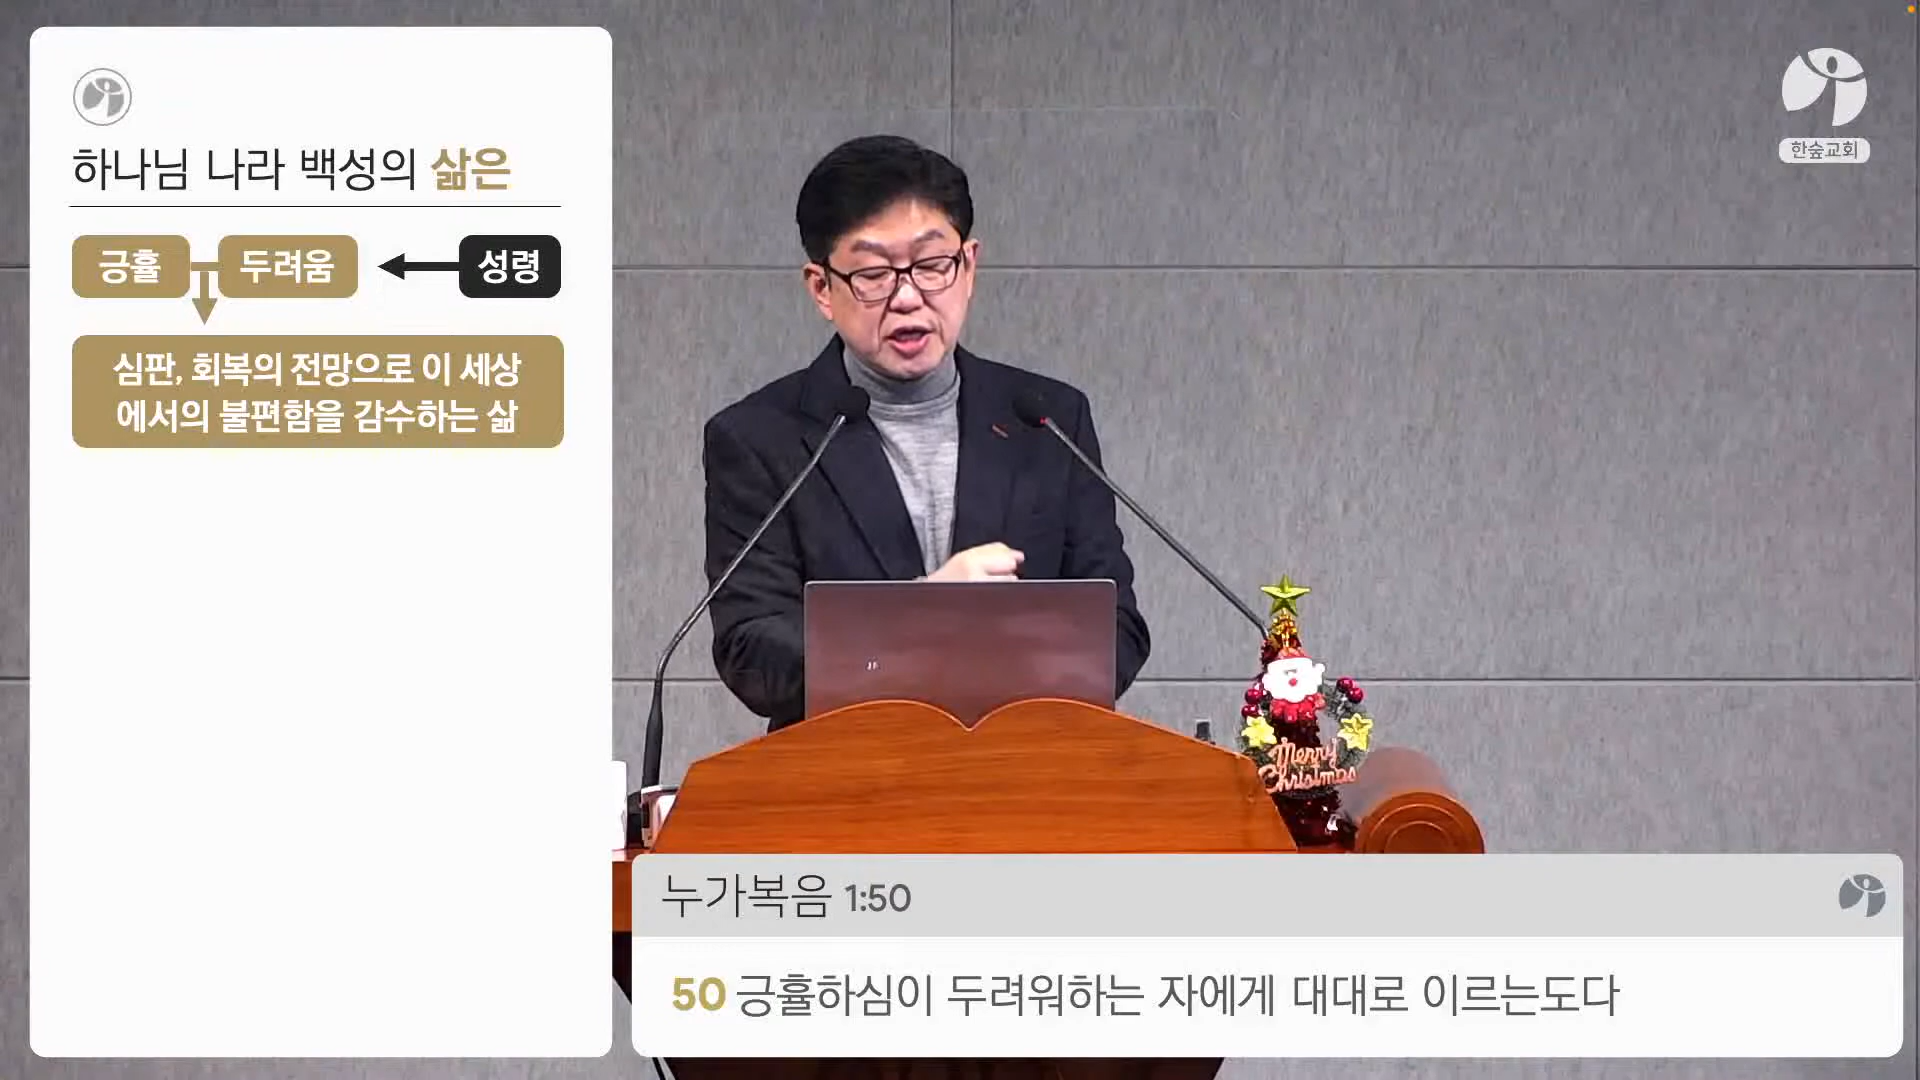 하나님 나라 백성의 삶은
긍휼
두려움
성령
심판, 회복의 전망으로 이 세상
에서의 불편함을 감수하는 삶
한숲교회
Merry
Christmas
누가복음 1:50
50 긍휼하심이 두려워하는 자에게 대대로 이르는도다